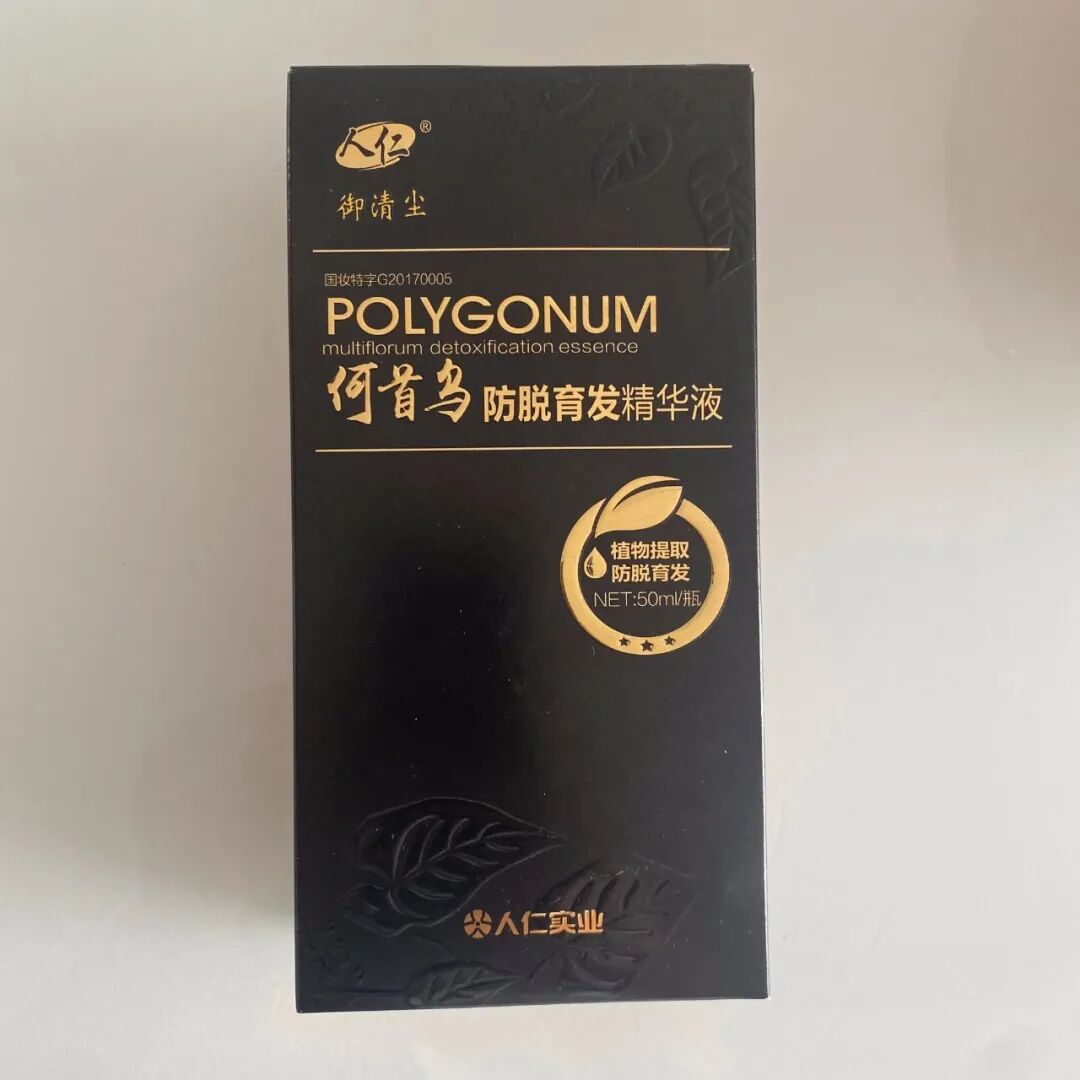 人仁®
御清尘
国妆特字G20170005
POLYGONUM
multiflorum detoxification essence
何首乌 防脱育发精华液
植物提取
防脱育发
NET:50ml/瓶
人仁实业